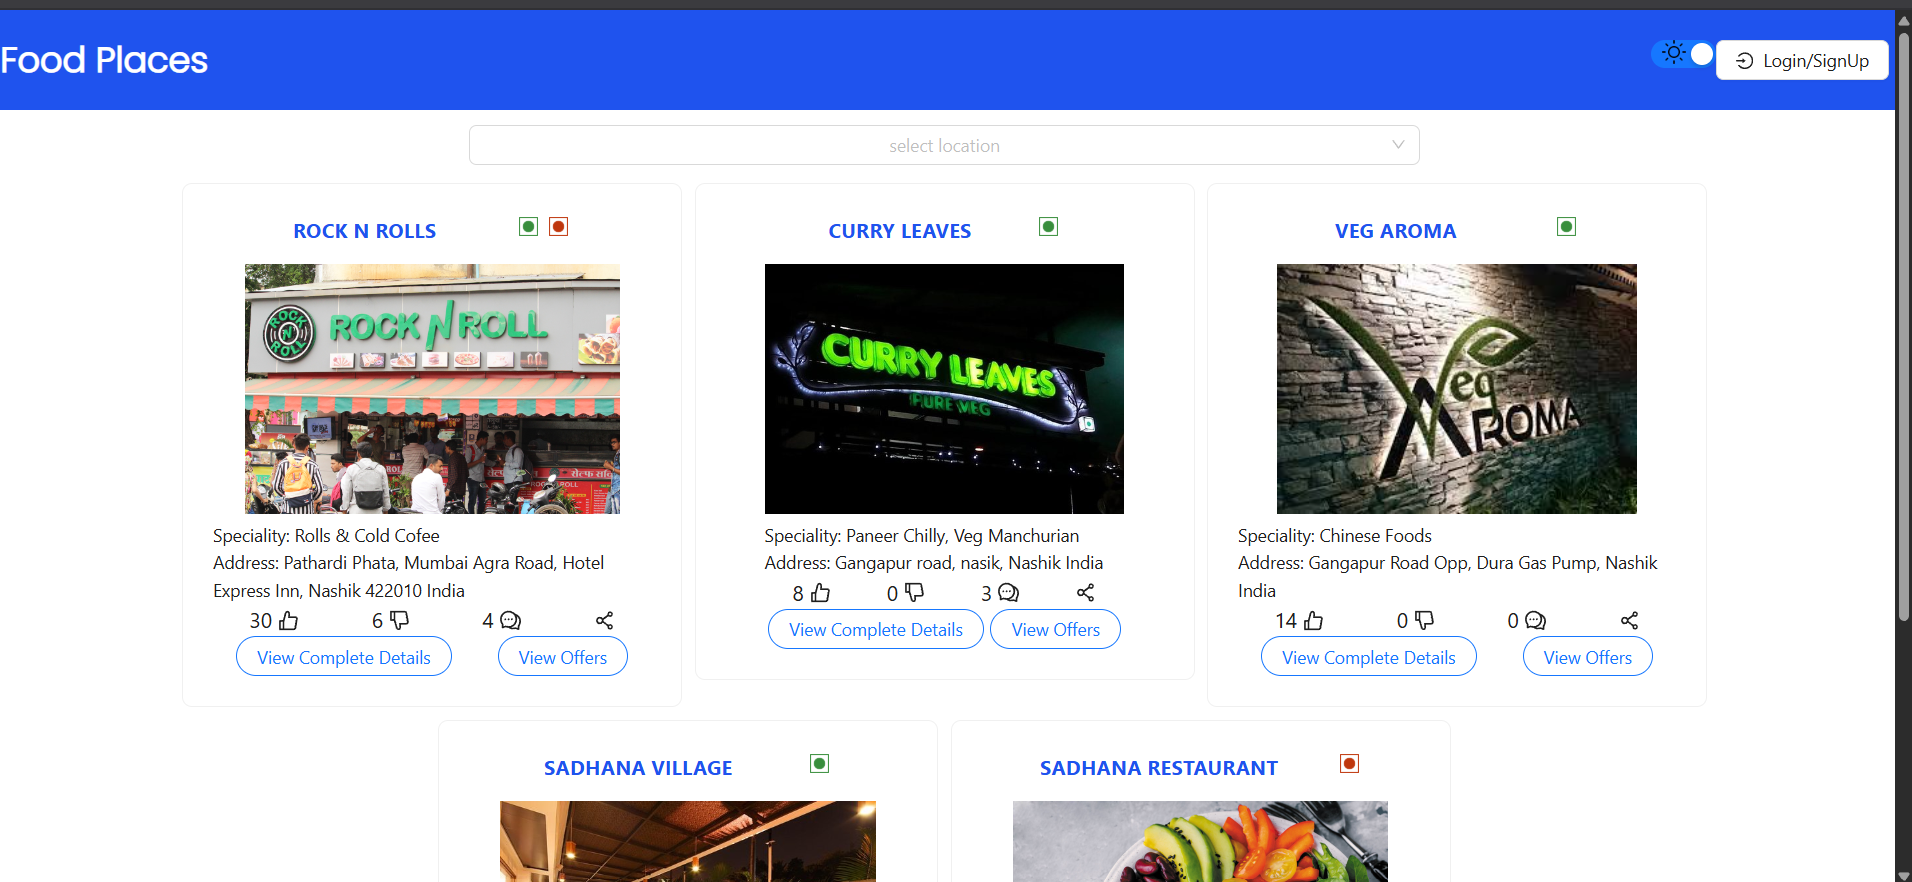 Food Places
Login/SignUp
select location
ROCK N ROLLS
ROCK N ROLL
ROCK N ROLL
Speciality: Rolls & Cold Cofee
Address: Pathardi Phata, Mumbai Agra Road, Hotel
Express Inn, Nashik 422010 India
30 6 4
View Complete Details View Offers
CURRY LEAVES
CURRY LEAVES
PURE VEG
Speciality: Paneer Chilly, Veg Manchurian
Address: Gangapur road, nasik, Nashik India
8 0 3
View Complete Details View Offers
VEG AROMA
Veg
AROMA
Speciality: Chinese Foods
Address: Gangapur Road Opp, Dura Gas Pump, Nashik
India
14 0 0
View Complete Details View Offers
SADHANA VILLAGE
SADHANA RESTAURANT